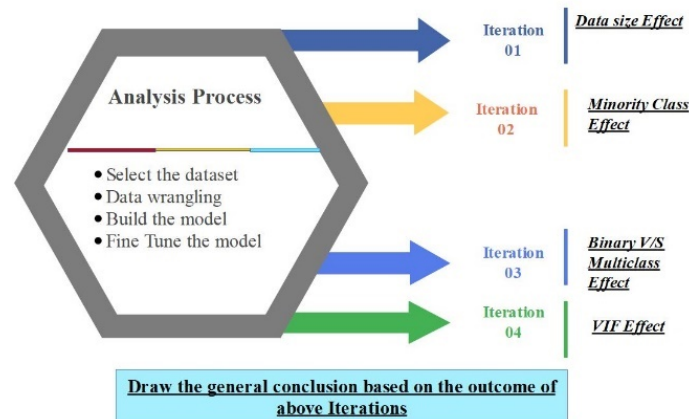 Analysis Process
• Select the dataset
• Data wrangling
• Build the model
• Fine Tune the model
Iteration
01
Data size Effect
Iteration
02
Minority Class
Effect
Iteration
03
Binary V/S
Multiclass
Effect
Iteration
04
VIF Effect
Draw the general conclusion based on the outcome of
above Iterations